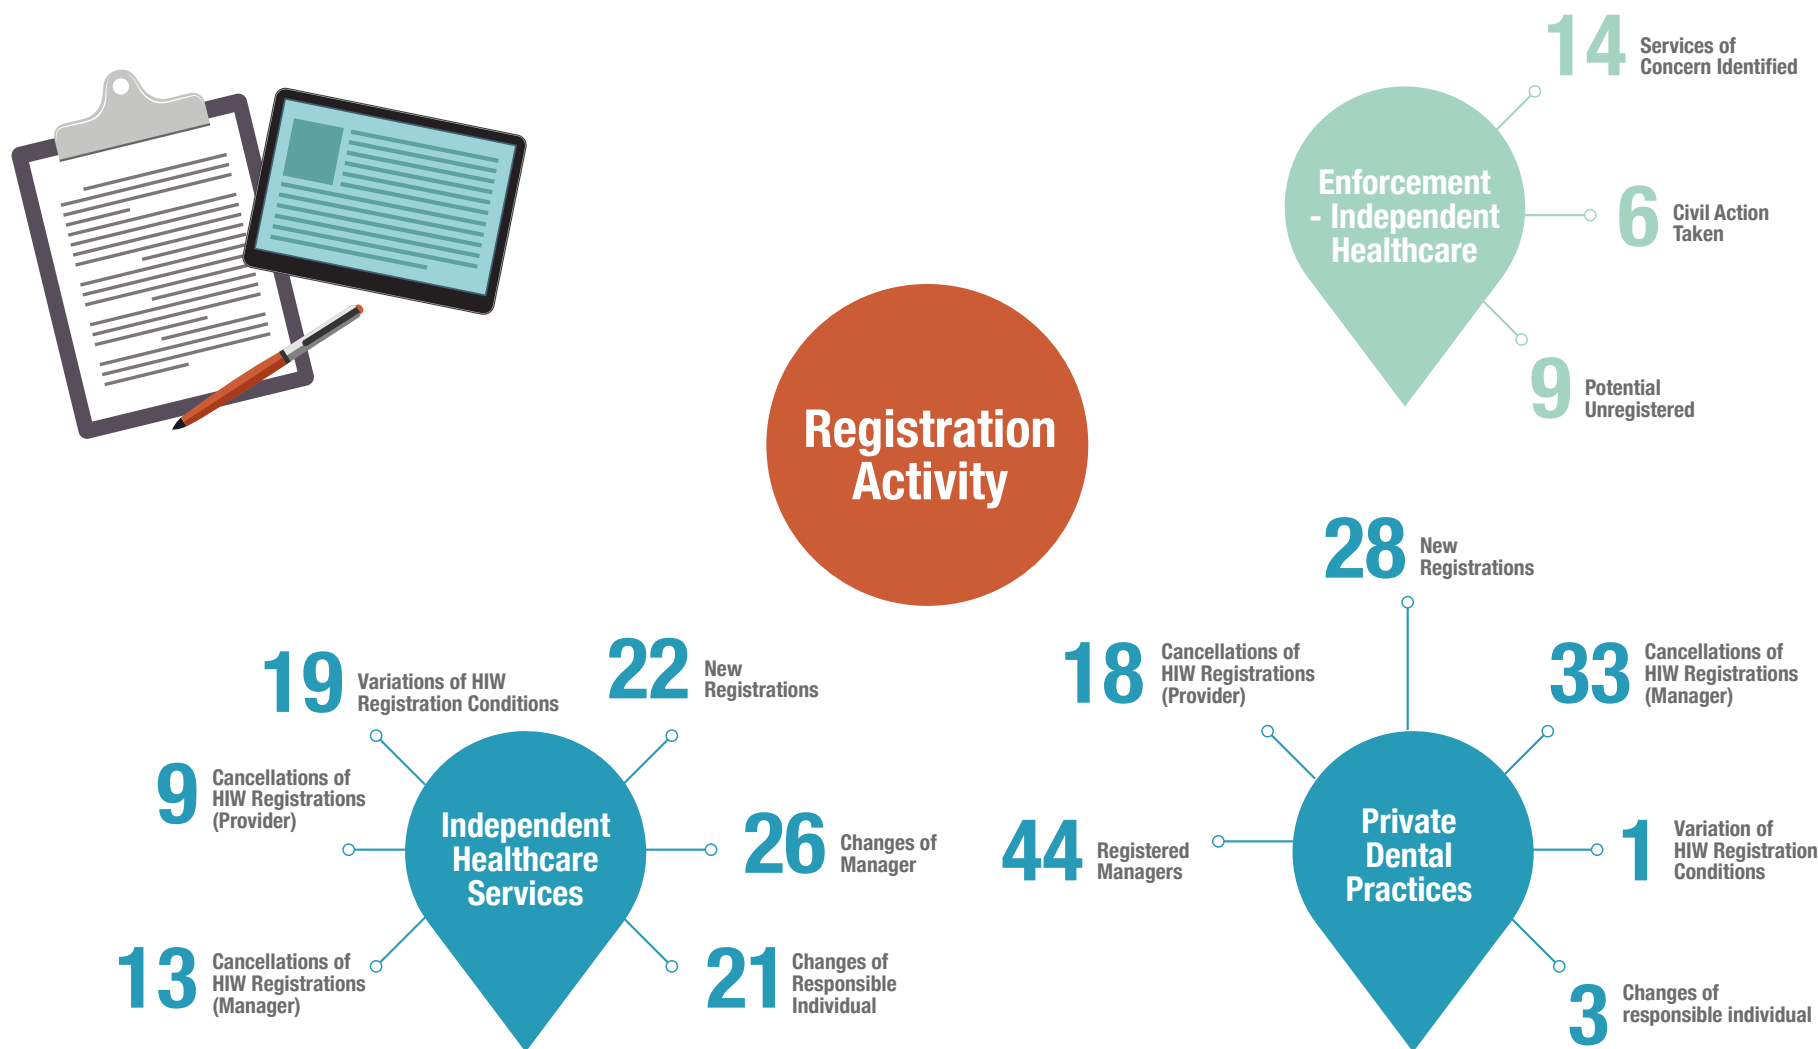 14
Services of
Concern Identified
Enforcement
- Independent
Healthcare
6
Civil Action
Taken
9
Potential
Unregistered
Registration
Activity
19
Variations of HIW
Registration Conditions
22
New
Registrations
9
Cancellations of
HIW Registrations
(Provider)
Independent
Healthcare
Services
26
Changes of
Manager
13
Cancellations of
HIW Registrations
(Manager)
21
Changes of
Responsible
Individual
28
New
Registrations
18
Cancellations of
HIW Registrations
(Provider)
33
Cancellations of
HIW Registrations
(Manager)
44
Registered
Managers
Private
Dental
Practices
1
Variation of
HIW Registration
Conditions
3
Changes of
responsible individual